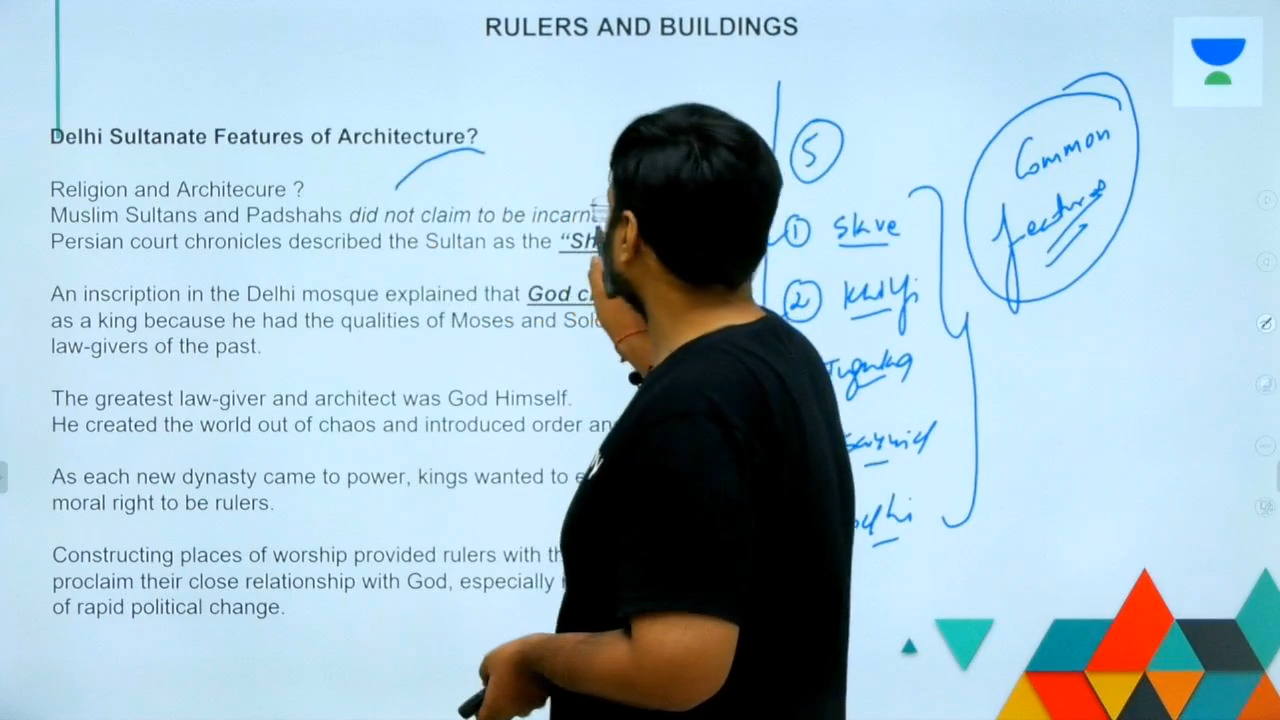 RULERS AND BUILDINGS
Delhi Sultanate Features of Architecture?
Religion and Architecure ?
Muslim Sultans and Padshahs did not claim to be incarn
Persian court chronicles described the Sultan as the “Sh
An inscription in the Delhi mosque explained that God c
as a king because he had the qualities of Moses and Solo
law-givers of the past.
The greatest law-giver and architect was God Himself.
He created the world out of chaos and introduced order an
As each new dynasty came to power, kings wanted to e
moral right to be rulers.
Constructing places of worship provided rulers with th
proclaim their close relationship with God, especially
of rapid political change.
5
1 Slave
2 Khilji
Common
features